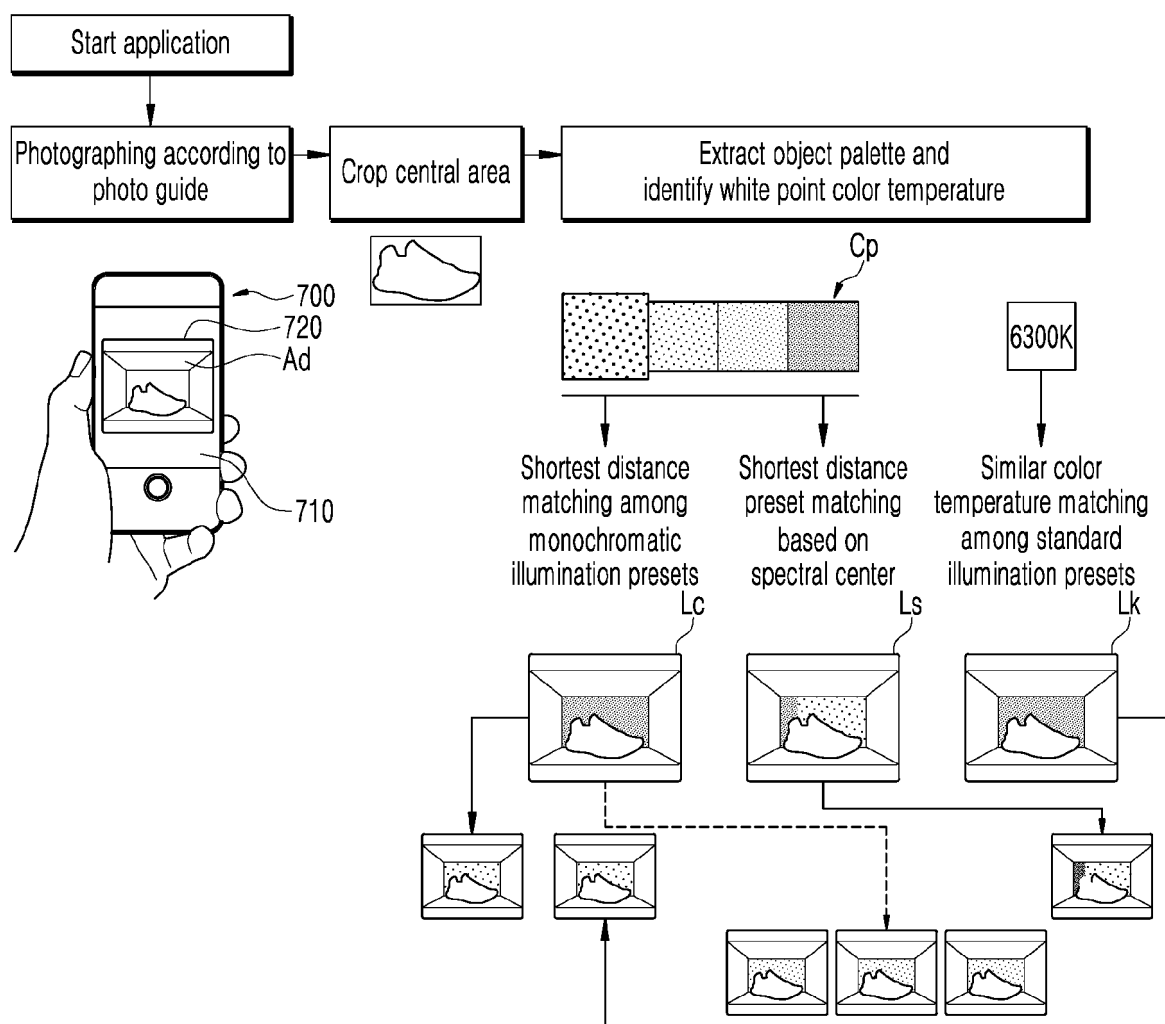 Start application
Photographing according to
photo guide
Crop central area
Extract object palette and
identify white point color temperature
Cp
700
720
Ad
710
6300K
Shortest distance
matching among
monochromatic
illumination presets
Shortest distance
preset matching
based on
spectral center
Similar color
temperature matching
among standard
illumination presets
Lc
Ls
Lk